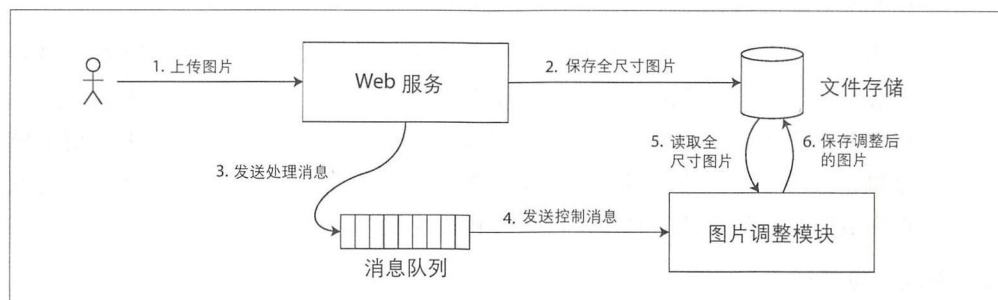 1. 上传图片
Web 服务
2. 保存全尺寸图片
文件存储
5. 读取全
尺寸图片
6. 保存调整后
的图片
3. 发送处理消息
4. 发送控制消息
图片调整模块
消息队列